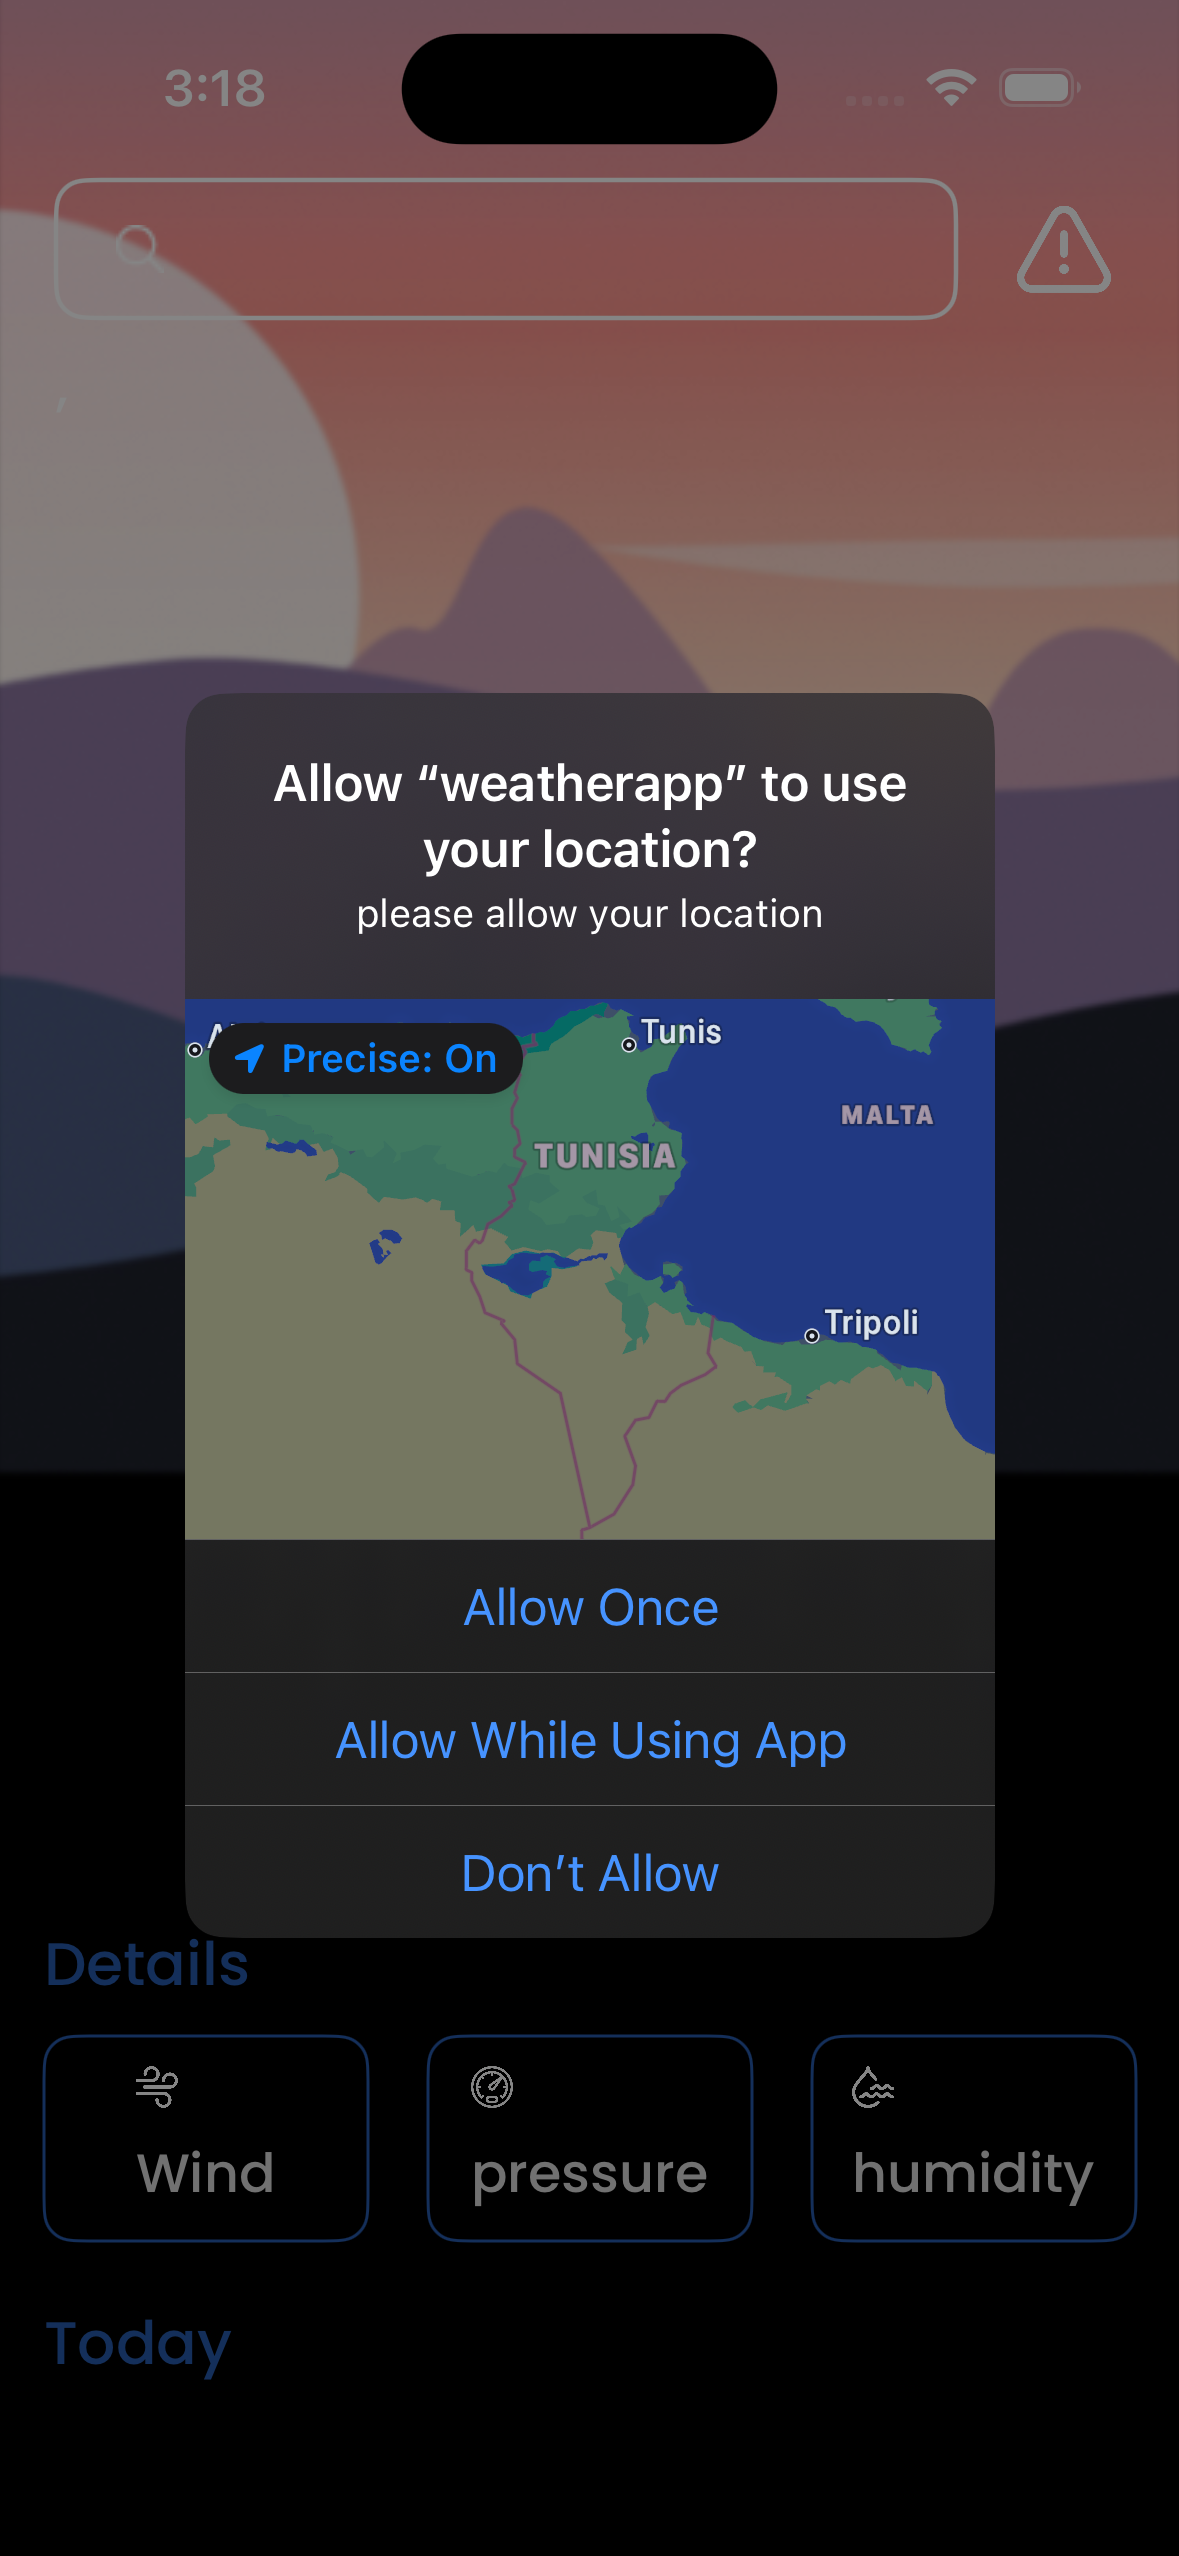 3:18
,
Allow “weatherapp” to use
your location?
please allow your location
Precise: On
Tunis
MALTA
TUNISIA
Tripoli
Allow Once
Allow While Using App
Don’t Allow
Details
Wind
pressure
humidity
Today